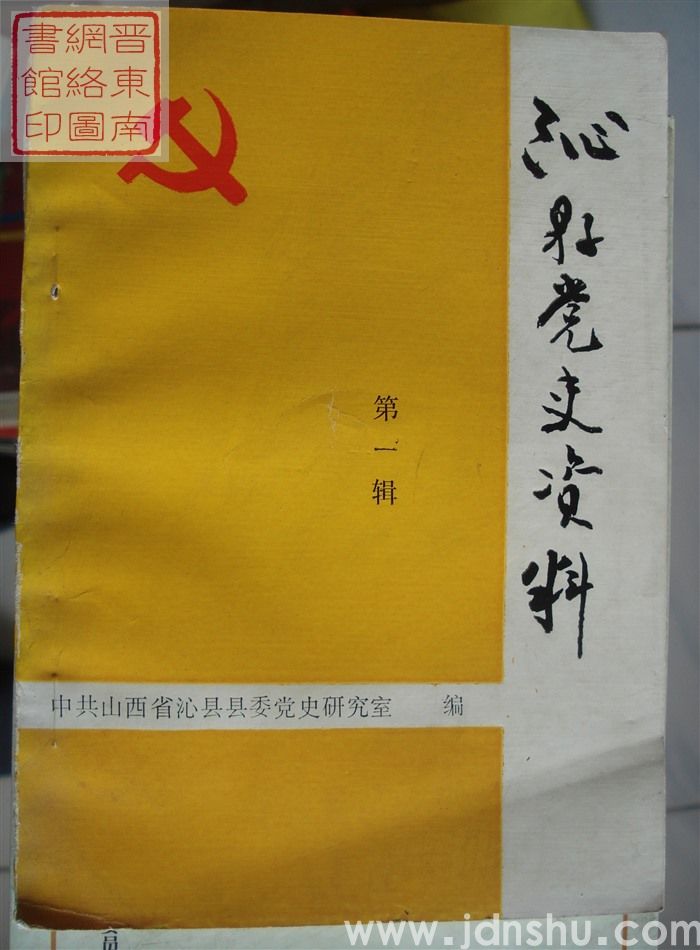 晋東南
網絡圖
書館印
沁县党史资料
第一辑
中共山西省沁县县委党史研究室 编
www.jdnshu.com